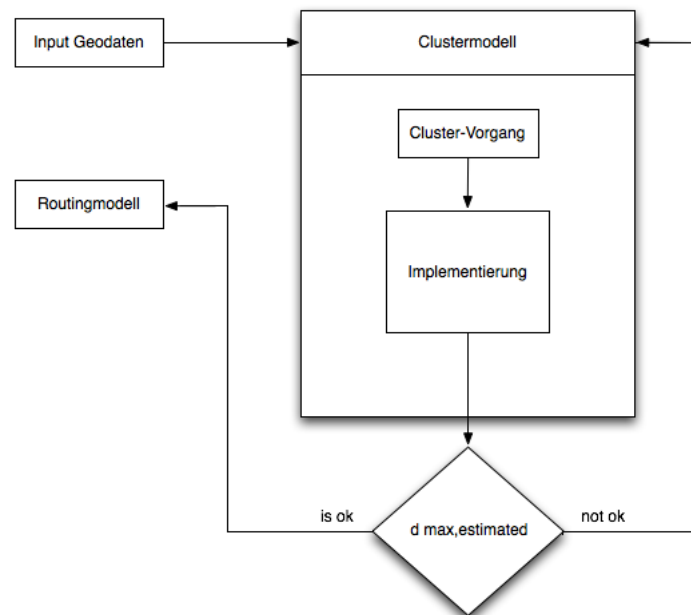 Input Geodaten
Clustermodell
Cluster-Vorgang
Routingmodell
Implementierung
is ok
d max,estimated
not ok